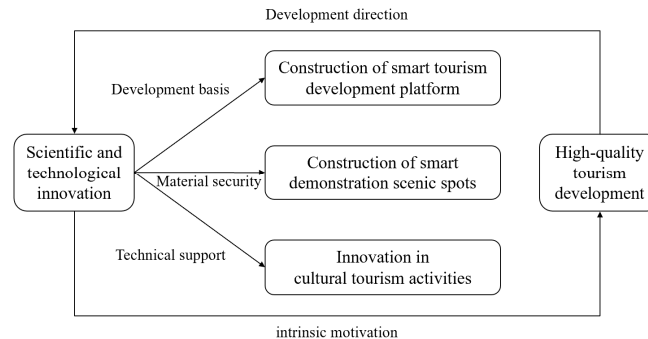 Development direction
Construction of smart tourism
development platform
Development basis
Scientific and
technological
innovation
Material security
Construction of smart
demonstration scenic spots
High-quality
tourism
development
Technical support
Innovation in
cultural tourism activities
intrinsic motivation